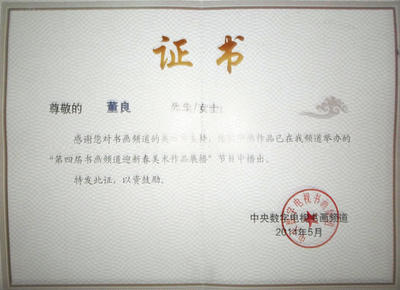 证书
尊敬的 董良 先生/女士:
感谢您对书画频道的 支持, 作品已在我频道举办的
“第四届书画频道迎新春美术作品展播”节目中播出。
特发此证,以资鼓励。
中央数字电视书画频道
2014年5月